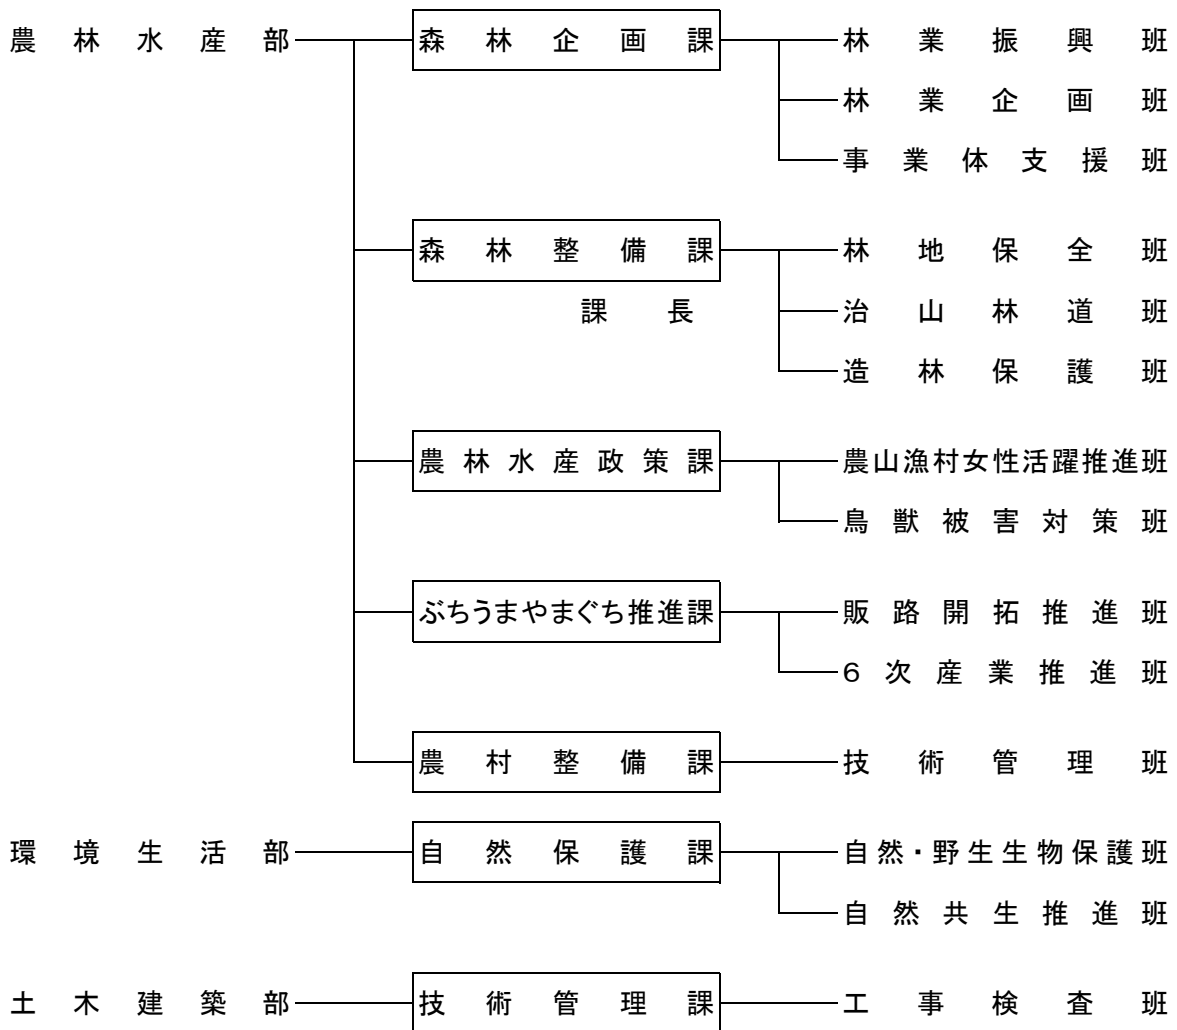 農林水産部 森林企画課 林業振興班
林業企画班
事業体支援班
森林整備課 林地保全班
課長 治山林道班
造林保護班
農林水産政策課 農山漁村女性活躍推進班
鳥獣被害対策班
ぶちうまやまぐち推進課 販路開拓推進班
6次産業推進班
農村整備課 技術管理班
環境生活部 自然保護課 自然・野生生物保護班
自然共生推進班
土木建築部 技術管理課 工事検査班